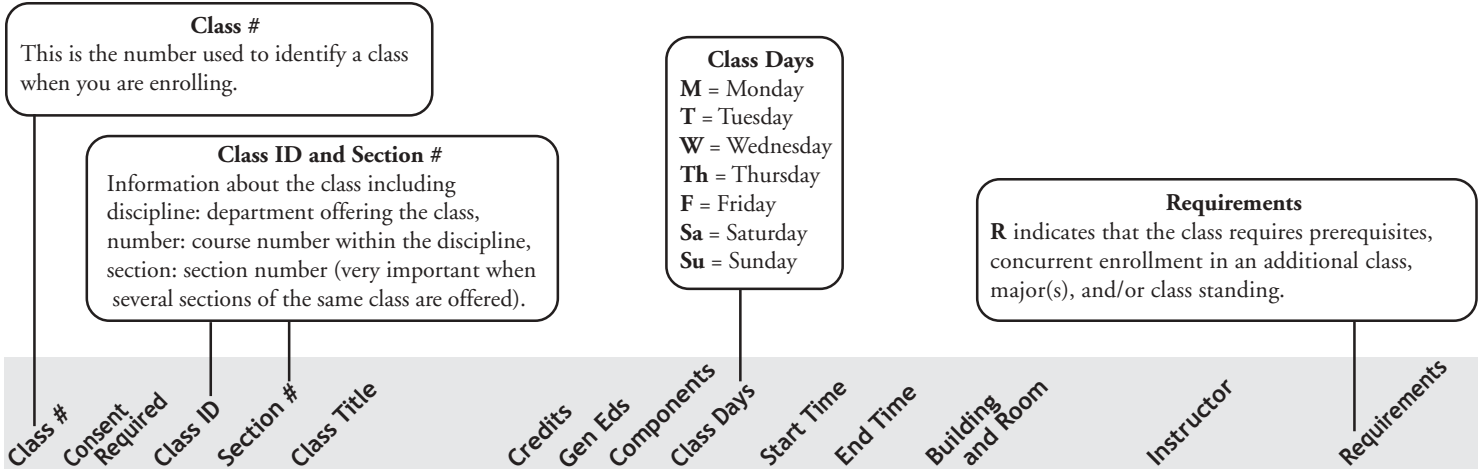 Class #
This is the number used to identify a class
when you are enrolling.
Class ID and Section #
Information about the class including
discipline: department offering the class,
number: course number within the discipline,
section: section number (very important when
several sections of the same class are offered).
Class Days
M = Monday
T = Tuesday
W = Wednesday
Th = Thursday
F = Friday
Sa = Saturday
Su = Sunday
Requirements
R indicates that the class requires prerequisites,
concurrent enrollment in an additional class,
major(s), and/or class standing.
Class #
Consent
Required
Class ID
Section #
Class Title
Credits
Gen Eds
Components
Class Days
Start Time
End Time
Building
and Room
Instructor
Requirements